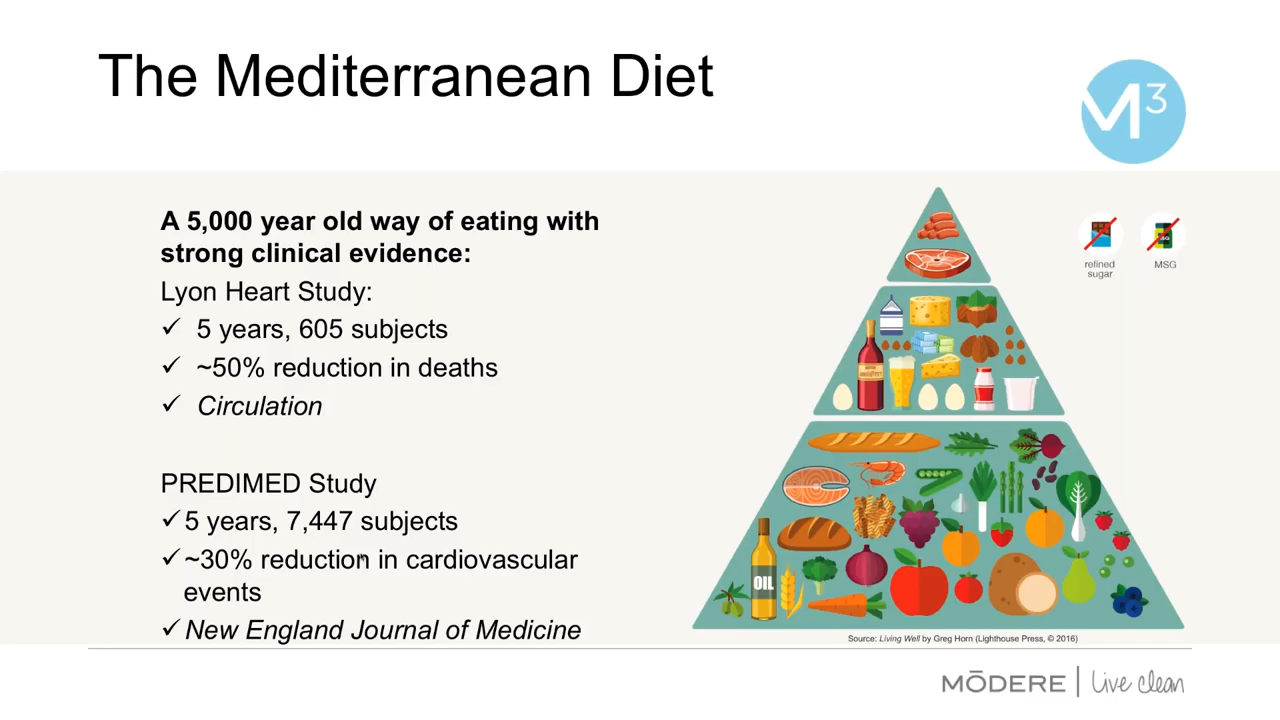 The Mediterranean Diet
M3
A 5,000 year old way of eating with
strong clinical evidence:
Lyon Heart Study:
✓ 5 years, 605 subjects
✓ ~50% reduction in deaths
✓ Circulation
PREDIMED Study
✓ 5 years, 7,447 subjects
✓ ~30% reduction in cardiovascular
events
✓ New England Journal of Medicine
refined
sugar
MSG
OIL
Source: Living Well by Greg Horn (Lighthouse Press, © 2016)
MŌDERE | Live clean